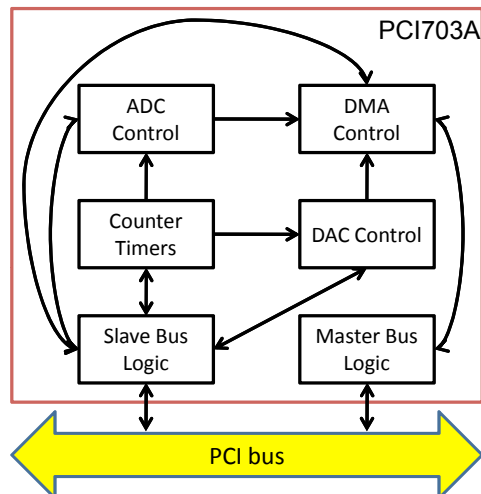 PCI703A
ADC
Control
DMA
Control
Counter
Timers
DAC Control
Slave Bus
Logic
Master Bus
Logic
PCI bus